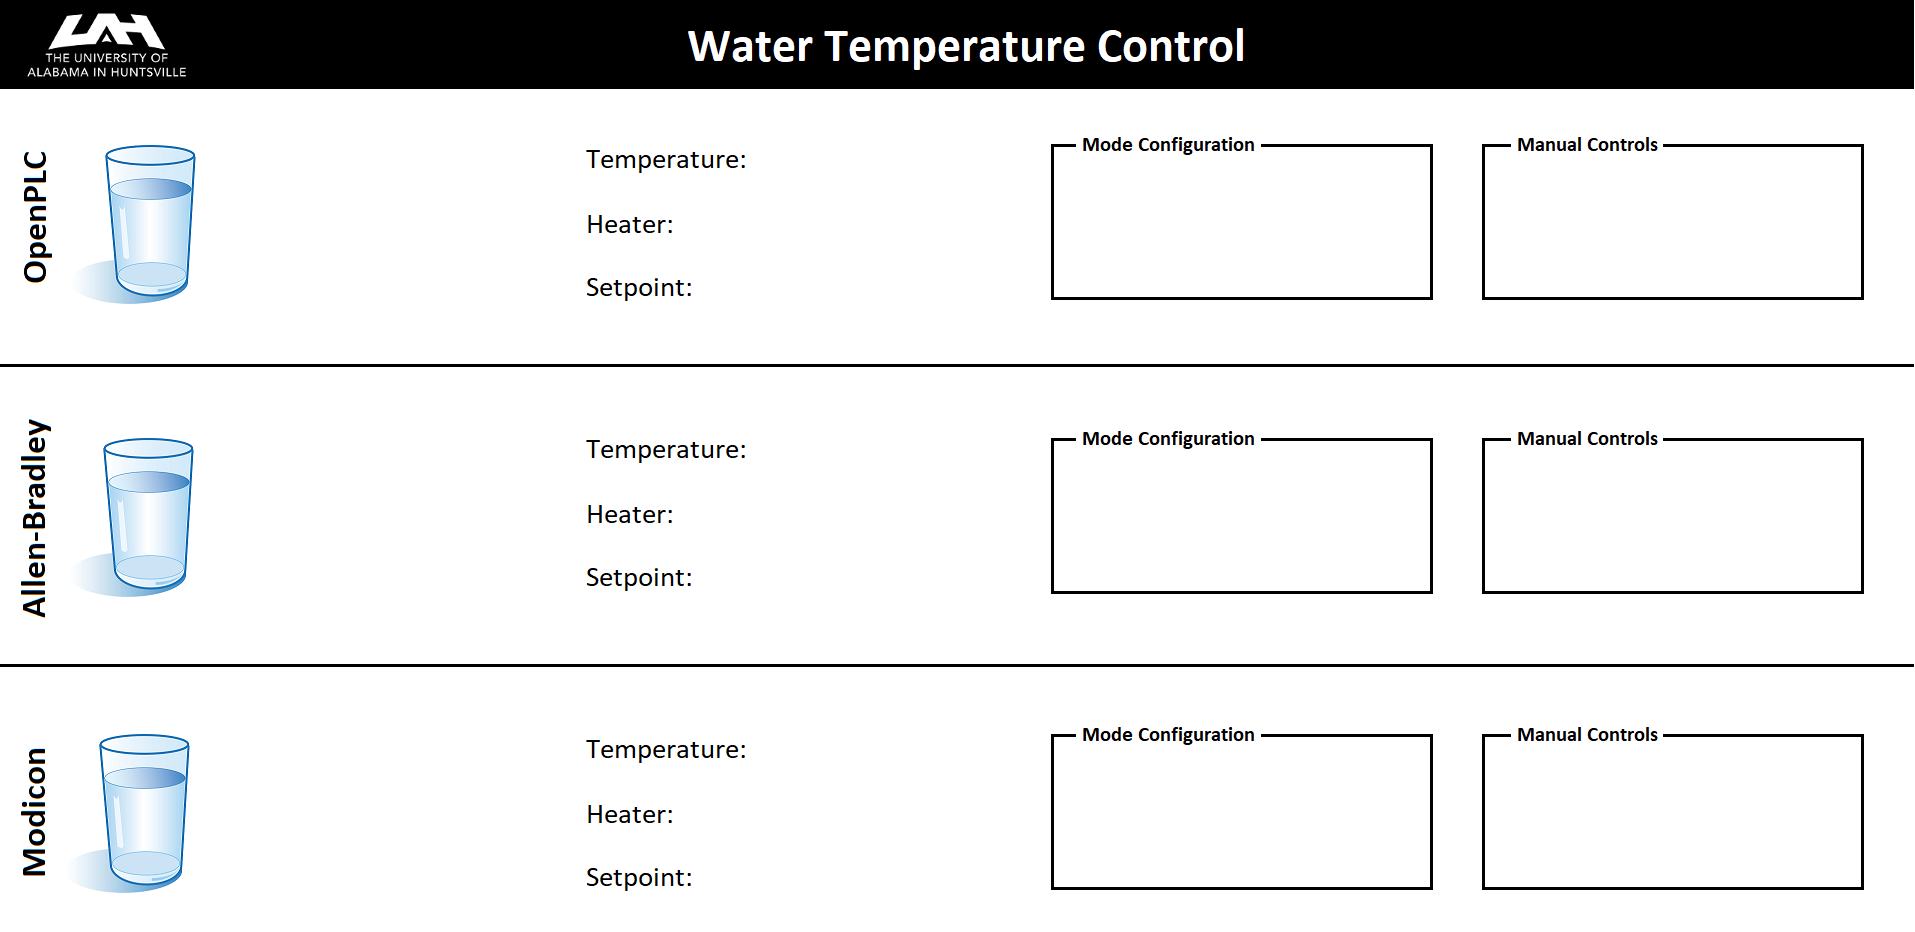 UAH
THE UNIVERSITY OF
ALABAMA IN HUNTSVILLE
Water Temperature Control
OpenPLC
Temperature:
Heater:
Setpoint:
Mode Configuration
Manual Controls
Allen-Bradley
Temperature:
Heater:
Setpoint:
Mode Configuration
Manual Controls
Modicon
Temperature:
Heater:
Setpoint:
Mode Configuration
Manual Controls